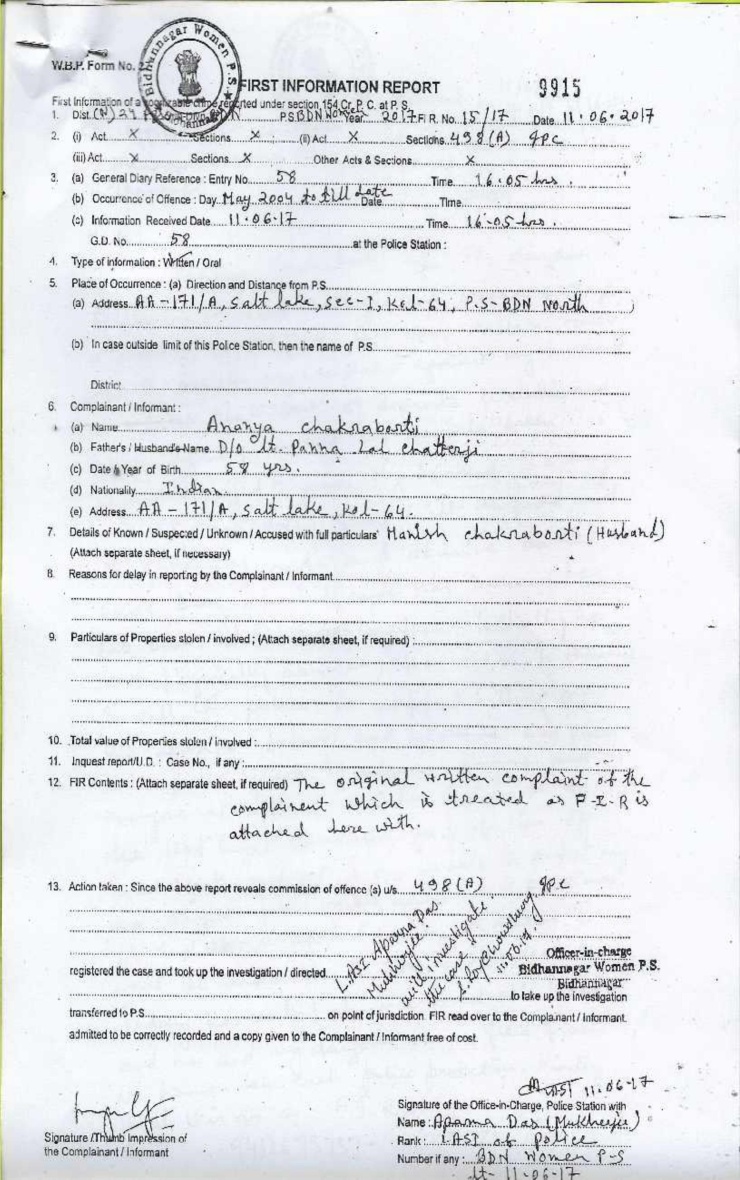 W.B.P. Form No. 2
Bidhannagar Women P.S.
FIRST INFORMATION REPORT 9915
First Information of a cognizable crime reported under section 154 Cr. P. C. at P. S.
1. Dist. (N) 24 P.S BDN Women Year 2017 F.I.R. No. 15/17 Date 11.06.2017
2. (i) Act X Sections X (ii) Act X Sections 498(A) IPC
(iii) Act X Sections X Other Acts & Sections X
3. (a) General Diary Reference : Entry No. 58 Time 16.05 hrs.
(b) Occurrence of Offence : Day May 2004 to till date Date Time
(c) Information Received Date 11.06-17 Time 16-05 hrs.
G.D. No. 58 at the Police Station :
4. Type of information : Written / Oral
5. Place of Occurrence : (a) Direction and Distance from P.S.
(a) Address AA-171/A, Salt lake, Sec-I, Kol-64, P.S-BDN North
(b) In case outside limit of this Police Station, then the name of P.S.
District
6. Complainant / Informant :
(a) Name Ananya chakraborti
(b) Father's / Husband's Name D/o lt. Panna Lal chatterji
(c) Date & Year of Birth 58 yrs.
(d) Nationality Indian
(e) Address AA-171/A, Salt lake, Kol-64.
7. Details of Known / Suspected / Unknown / Accused with full particulars Manish chakraborti (Husband)
(Attach separate sheet, if necessary)
8. Reasons for delay in reporting by the Complainant / Informant
9. Particulars of Properties stolen / involved ; (Attach separate sheet, if required) :
10. Total value of Properties stolen / involved :
11. Inquest report/U.D. : Case No., if any :
12. FIR Contents : (Attach separate sheet, if required) The original written complaint of the
complainent which is treated as F-I-R is
attached here with.
13. Action taken : Since the above report reveals commission of offence (s) u/s 498(A) IPC
L.ASI Aparna Das
Mukherjee
will investigate
the case
S. Roy Chowdhury
11.06.17
Officer-in-charge
registered the case and took up the investigation / directed Bidhannagar Women P.S.
Bidhannagar
to take up the investigation
transferred to P.S. on point of jurisdiction FIR read over to the Complainant / Informant.
admitted to be correctly recorded and a copy given to the Complainant / Informant free of cost.
11.06-17
Signature of the Office-in-Charge, Police Station with
Name : Aparna Das (Mukherjee)
Signature / Thumb Impression of
the Complainant / Informant
Rank : LASI of police
Number if any : BDN Women P-S
dt- 11-06-17